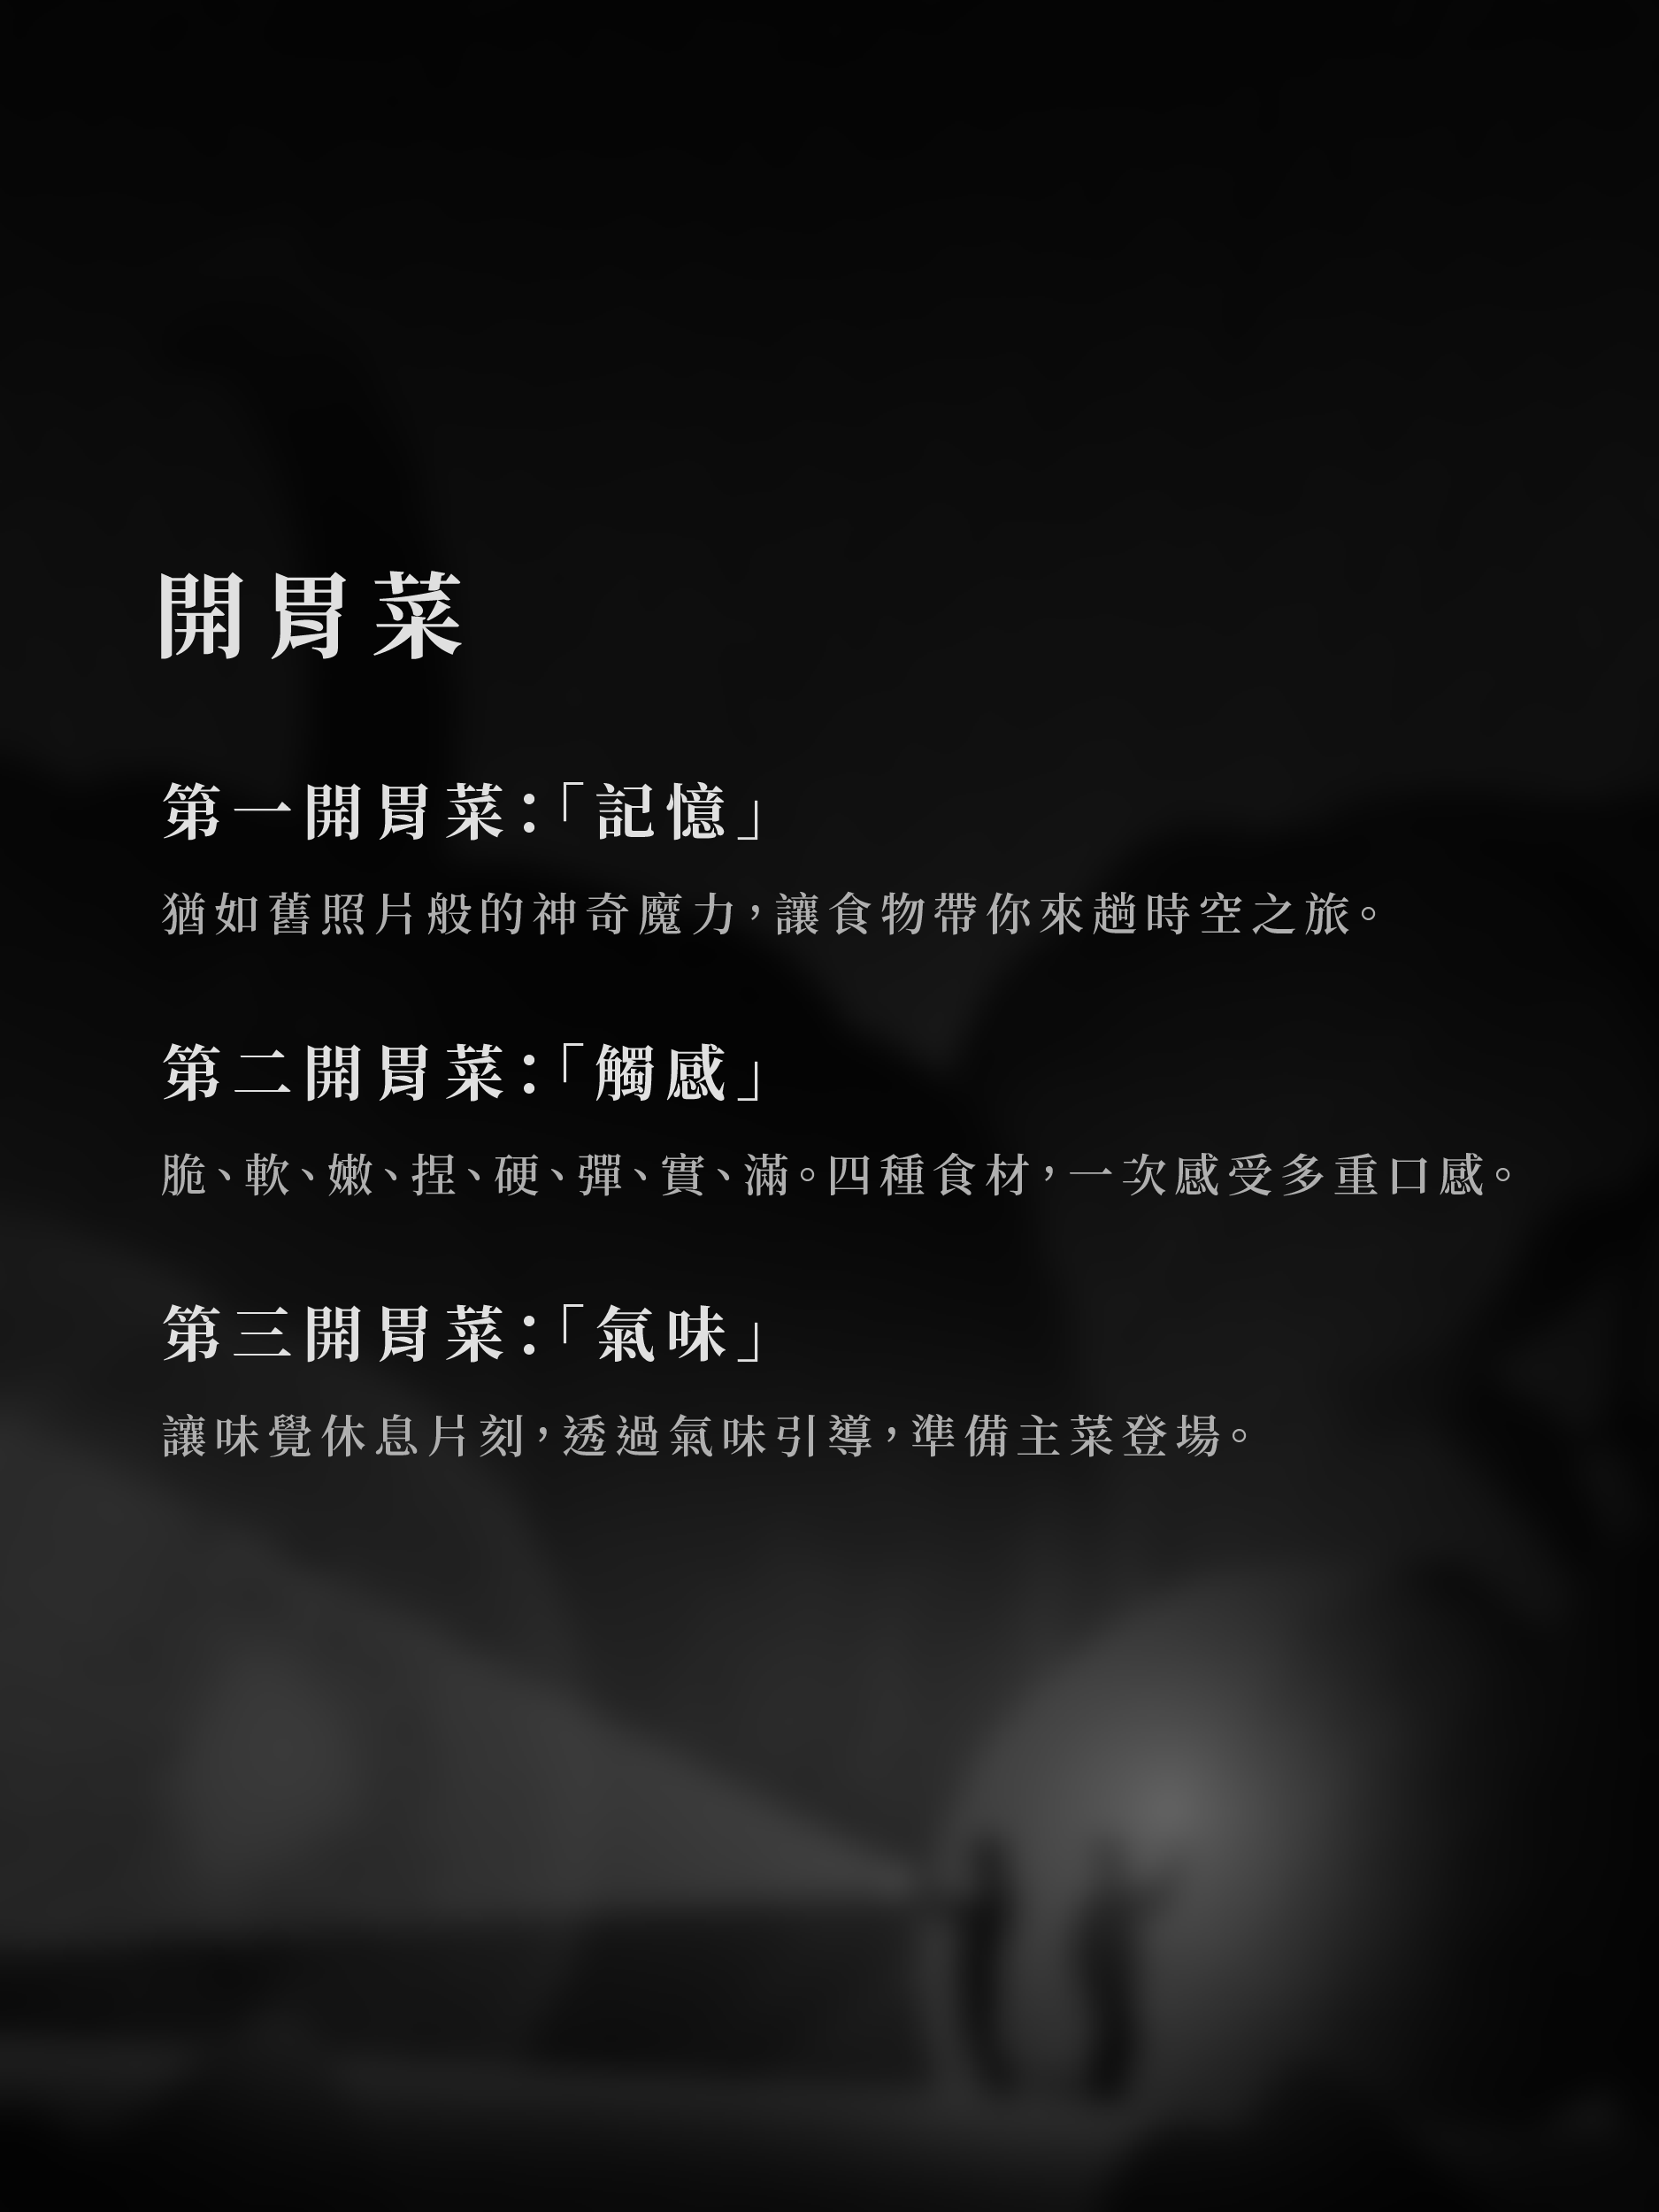 開胃菜
第一開胃菜：「記憶」
猶如舊照片般的神奇魔力，讓食物帶你來趟時空之旅。
第二開胃菜：「觸感」
脆、軟、嫩、捏、硬、彈、實、滿。四種食材，一次感受多重口感。
第三開胃菜：「氣味」
讓味覺休息片刻，透過氣味引導，準備主菜登場。